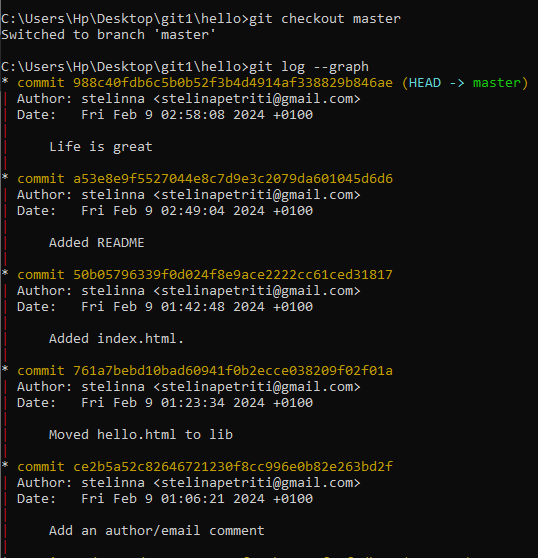 C:\Users\Hp\Desktop\git1\hello>git checkout master
Switched to branch 'master'
C:\Users\Hp\Desktop\git1\hello>git log --graph
* commit 988c40fdb6c5b0b52f3b4d4914af338829b846ae (HEAD -> master)
| Author: stelinna <stelinapetriti@gmail.com>
| Date:   Fri Feb 9 02:58:08 2024 +0100
|
|     Life is great
|
* commit a53e8e9f5527044e8c7d9e3c2079da601045d6d6
| Author: stelinna <stelinapetriti@gmail.com>
| Date:   Fri Feb 9 02:49:04 2024 +0100
|
|     Added README
|
* commit 50b05796339f0d024f8e9ace2222cc61ced31817
| Author: stelinna <stelinapetriti@gmail.com>
| Date:   Fri Feb 9 01:42:48 2024 +0100
|
|     Added index.html.
|
* commit 761a7bebd10bad60941f0b2ecce038209f02f01a
| Author: stelinna <stelinapetriti@gmail.com>
| Date:   Fri Feb 9 01:23:34 2024 +0100
|
|     Moved hello.html to lib
|
* commit ce2b5a52c82646721230f8cc996e0b82e263bd2f
| Author: stelinna <stelinapetriti@gmail.com>
| Date:   Fri Feb 9 01:06:21 2024 +0100
|
|     Add an author/email comment
|